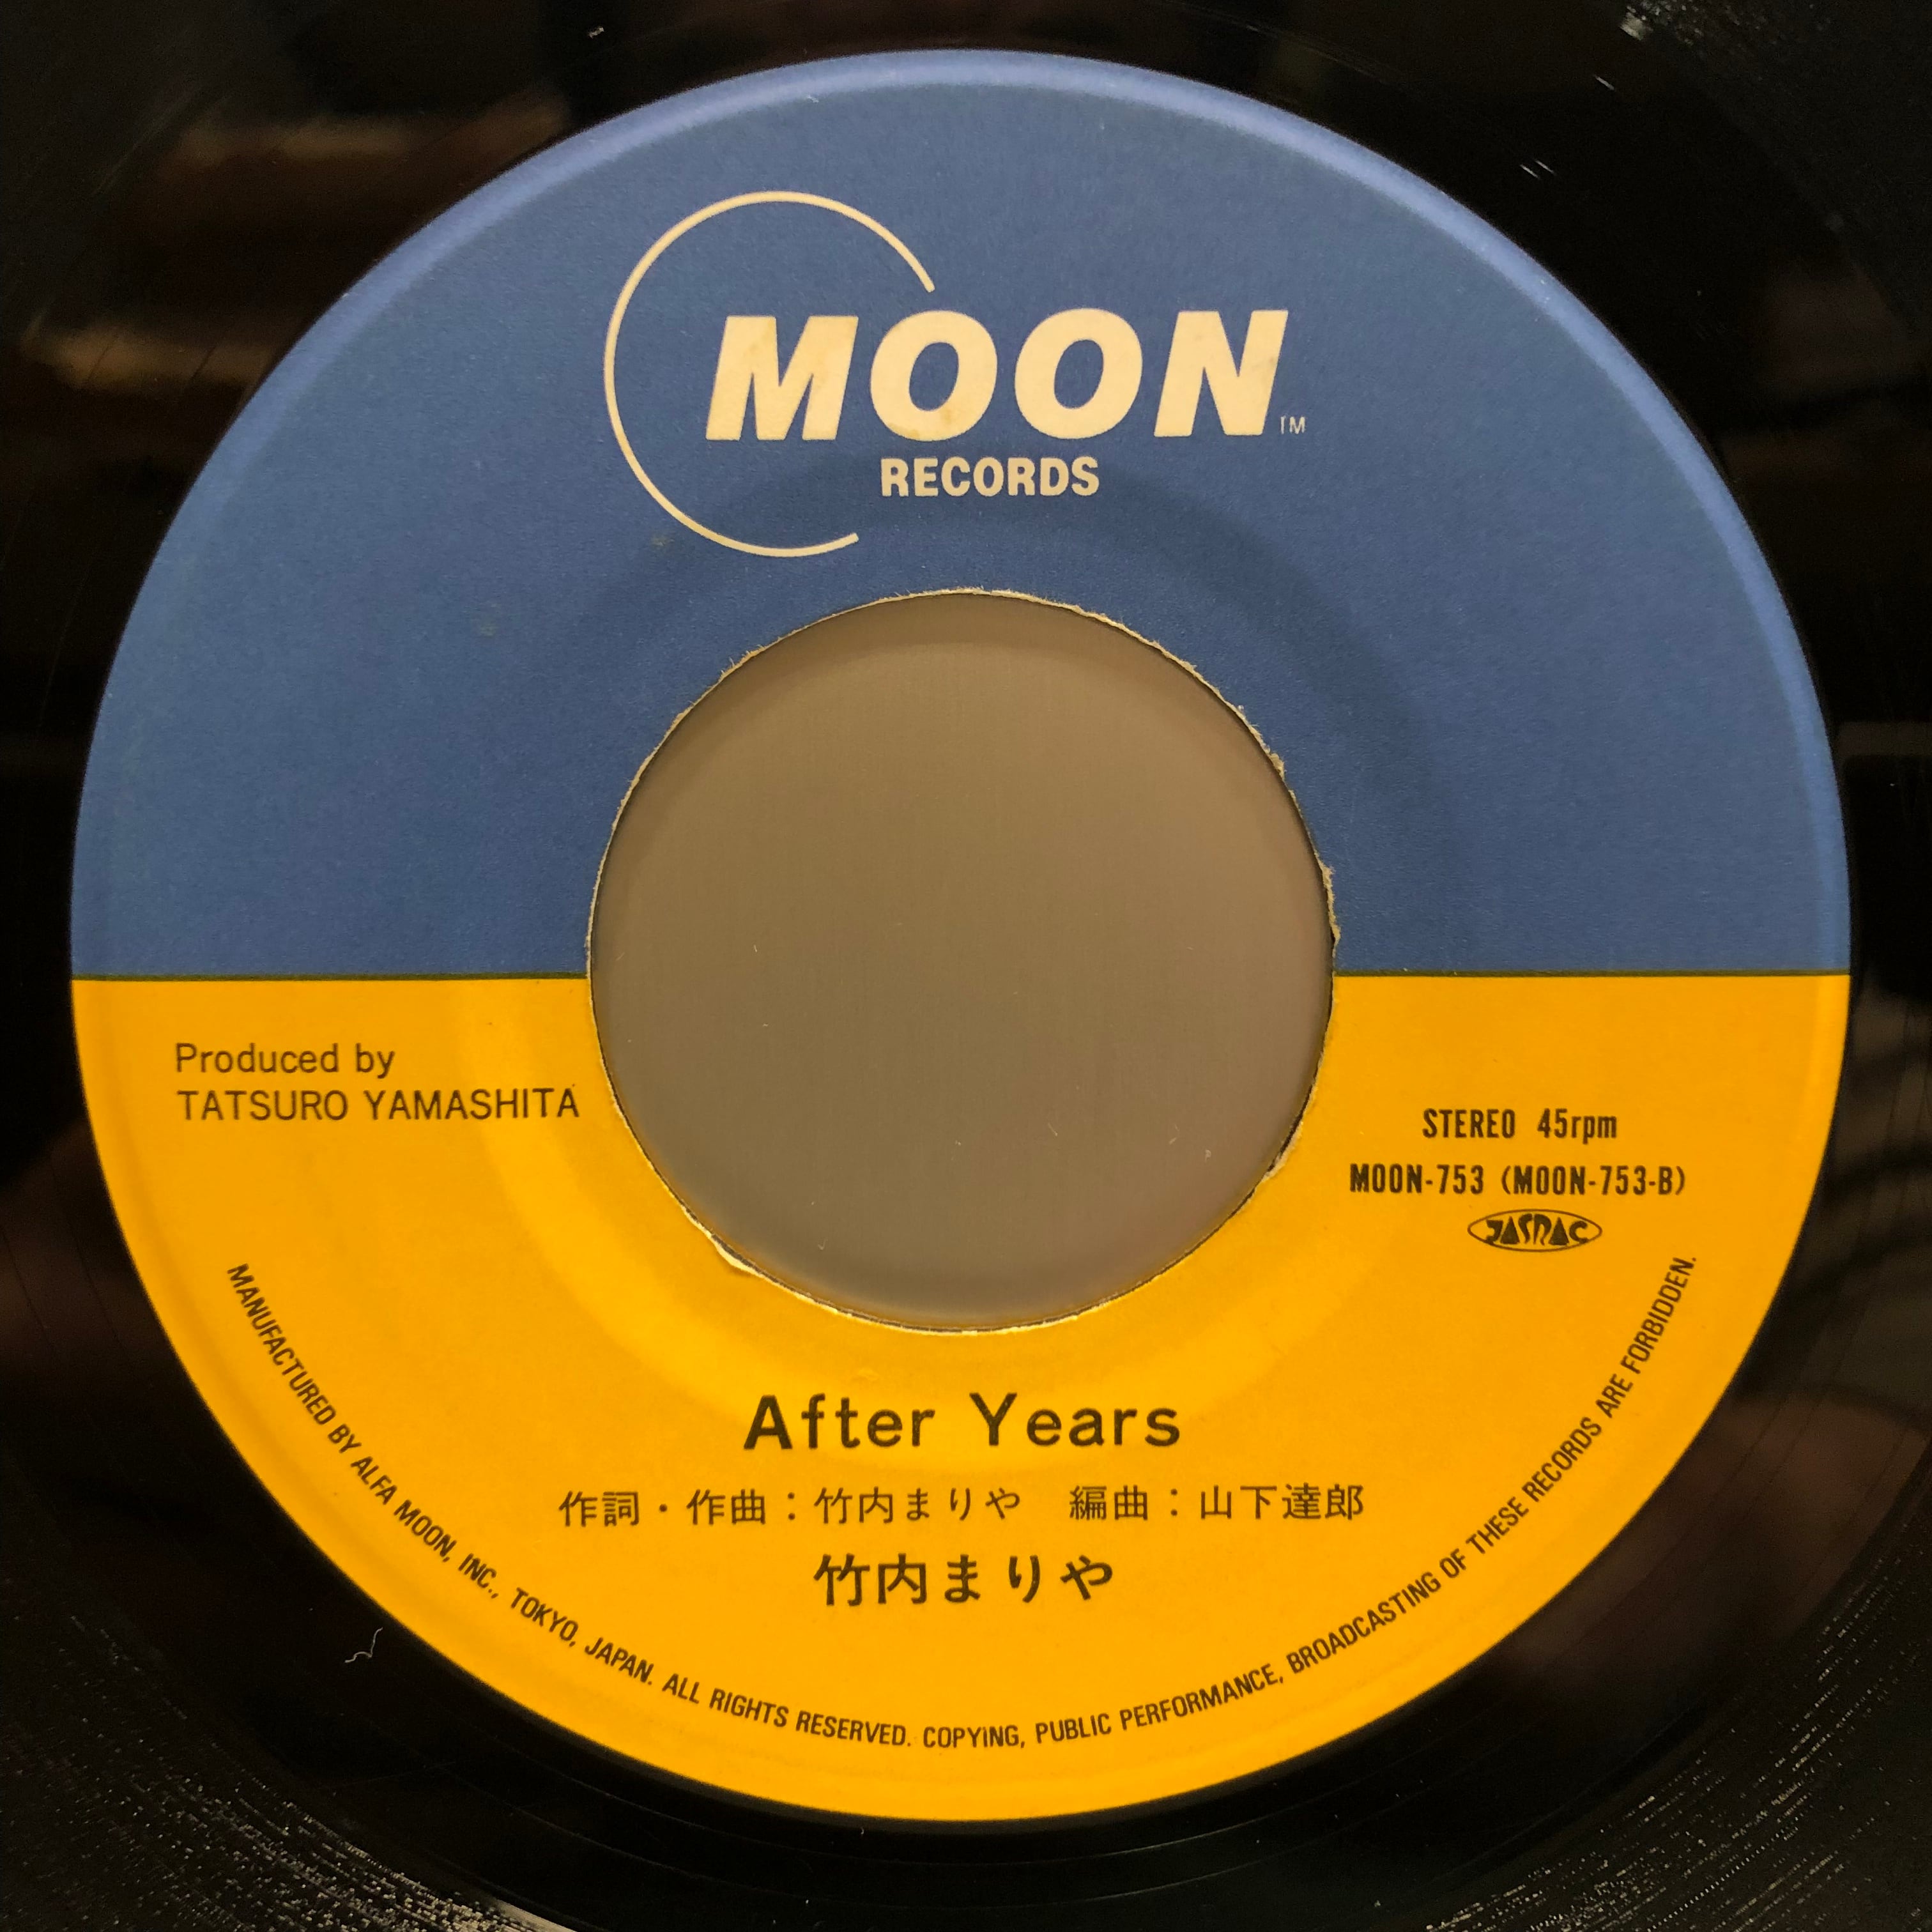 MOON
TM
RECORDS
Produced by
TATSURO YAMASHITA
STEREO 45rpm
MOON-753 (MOON-753-B)
JASRAC
After Years
作詞・作曲：竹内まりや 編曲：山下達郎
竹内まりや
MANUFACTURED BY ALFA MOON, INC., TOKYO, JAPAN. ALL RIGHTS RESERVED. COPYING, PUBLIC PERFORMANCE, BROADCASTING OF THESE RECORDS ARE FORBIDDEN.